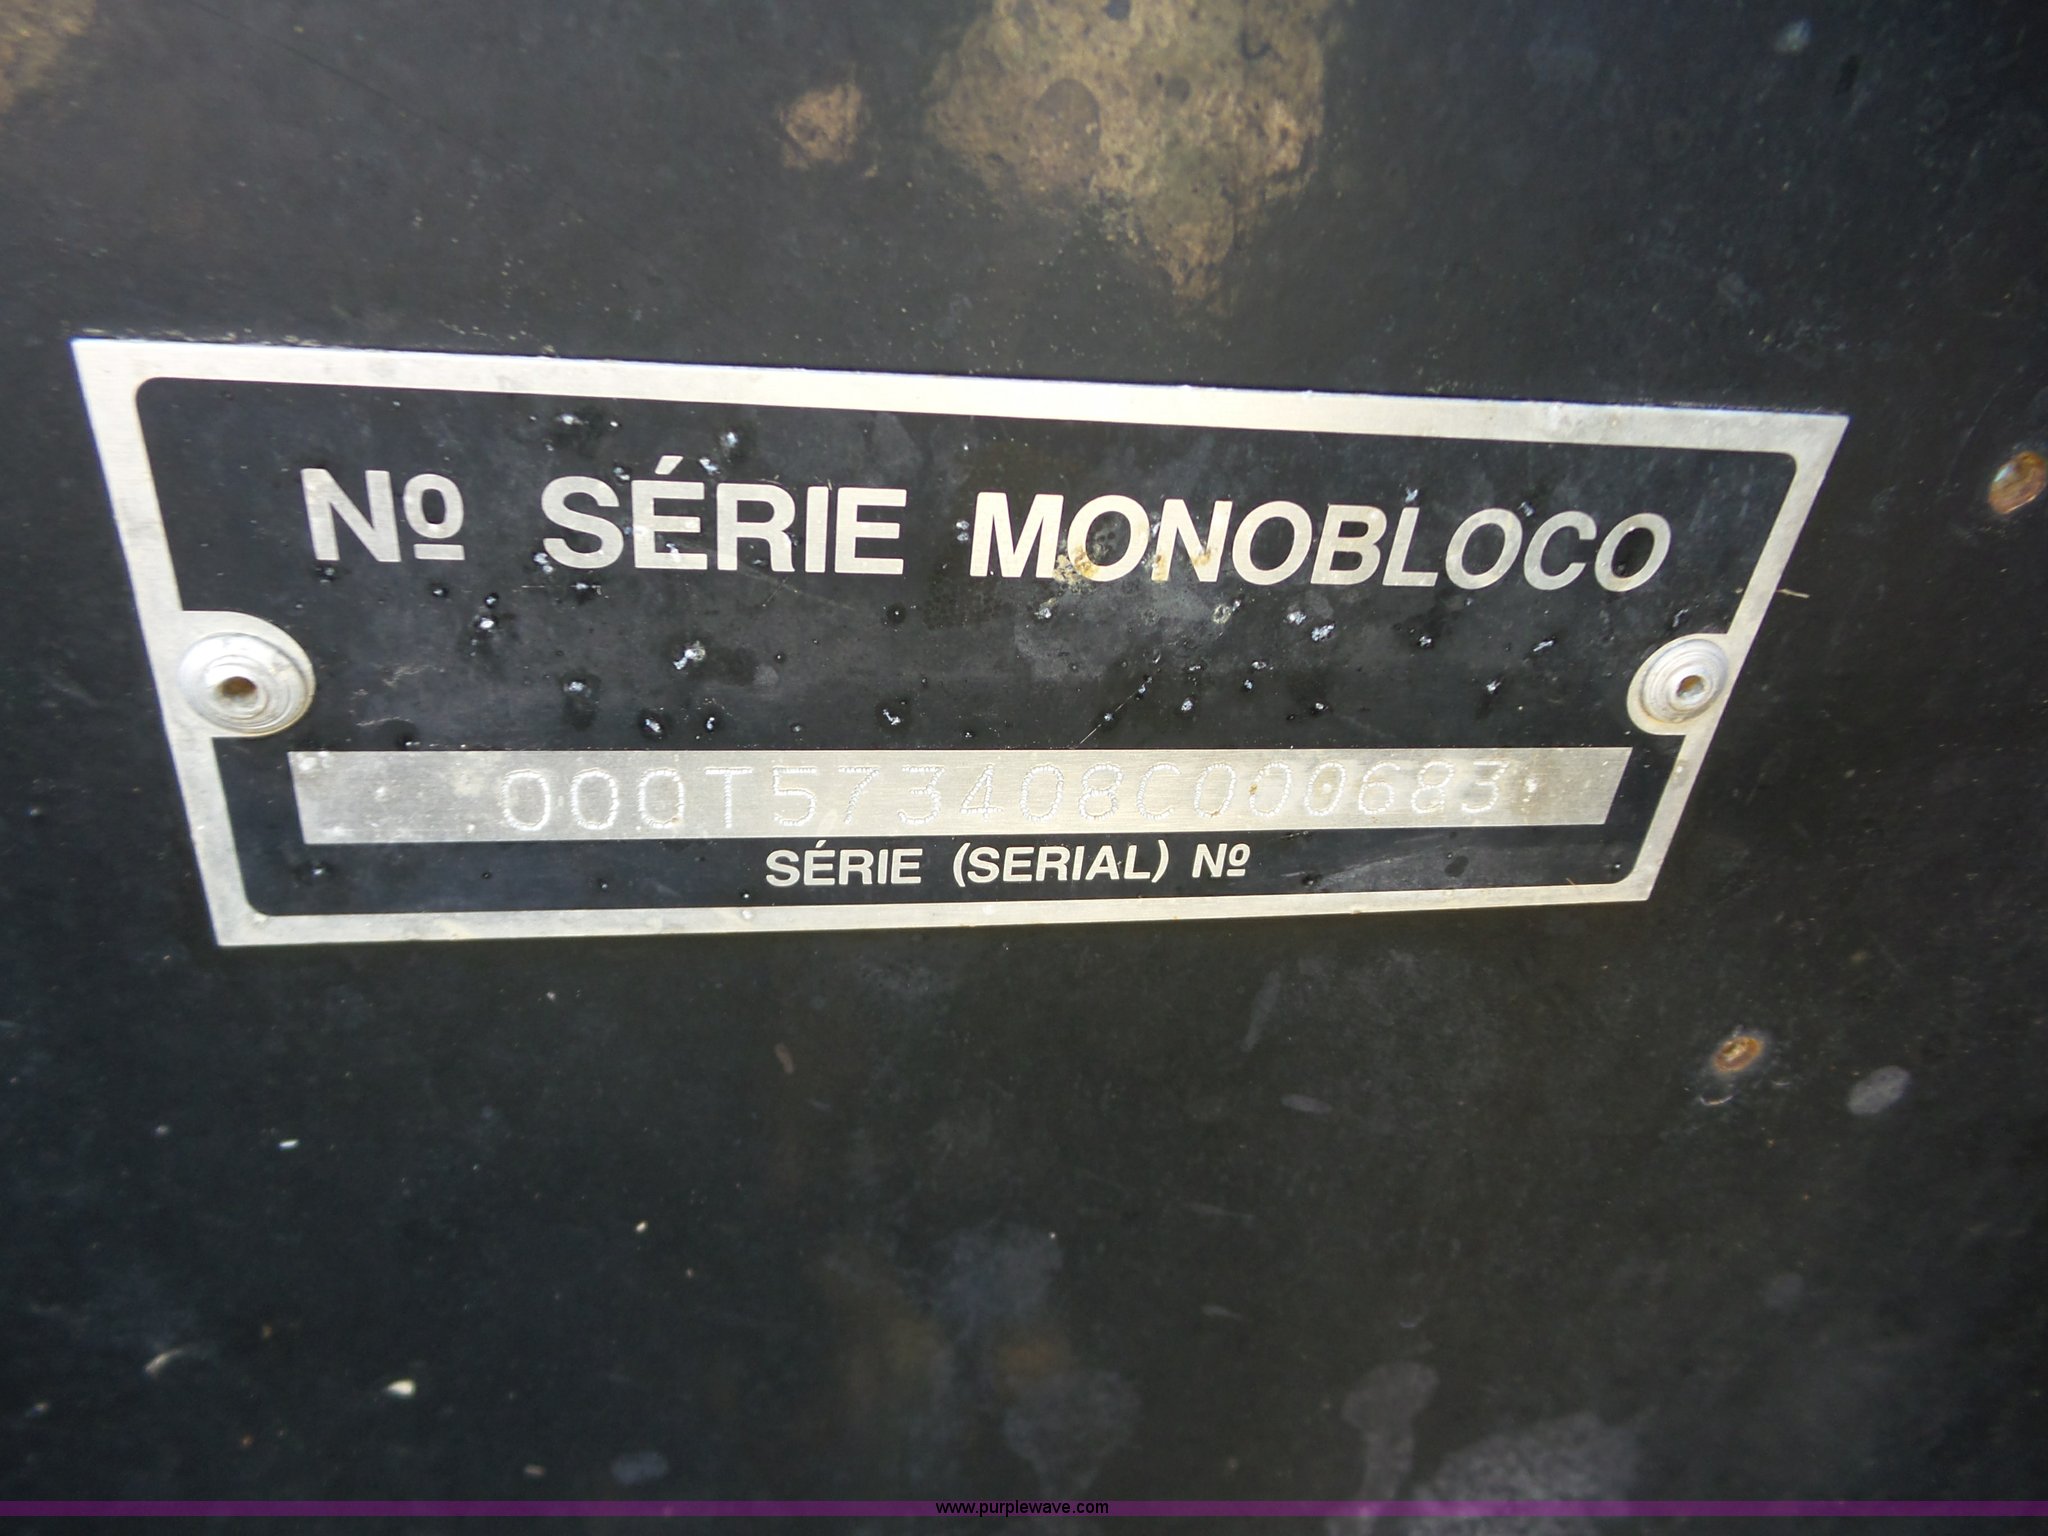 Nº SÉRIE MONOBLOCO
000T573408C000683
SÉRIE (SERIAL) Nº
www.purplewave.com